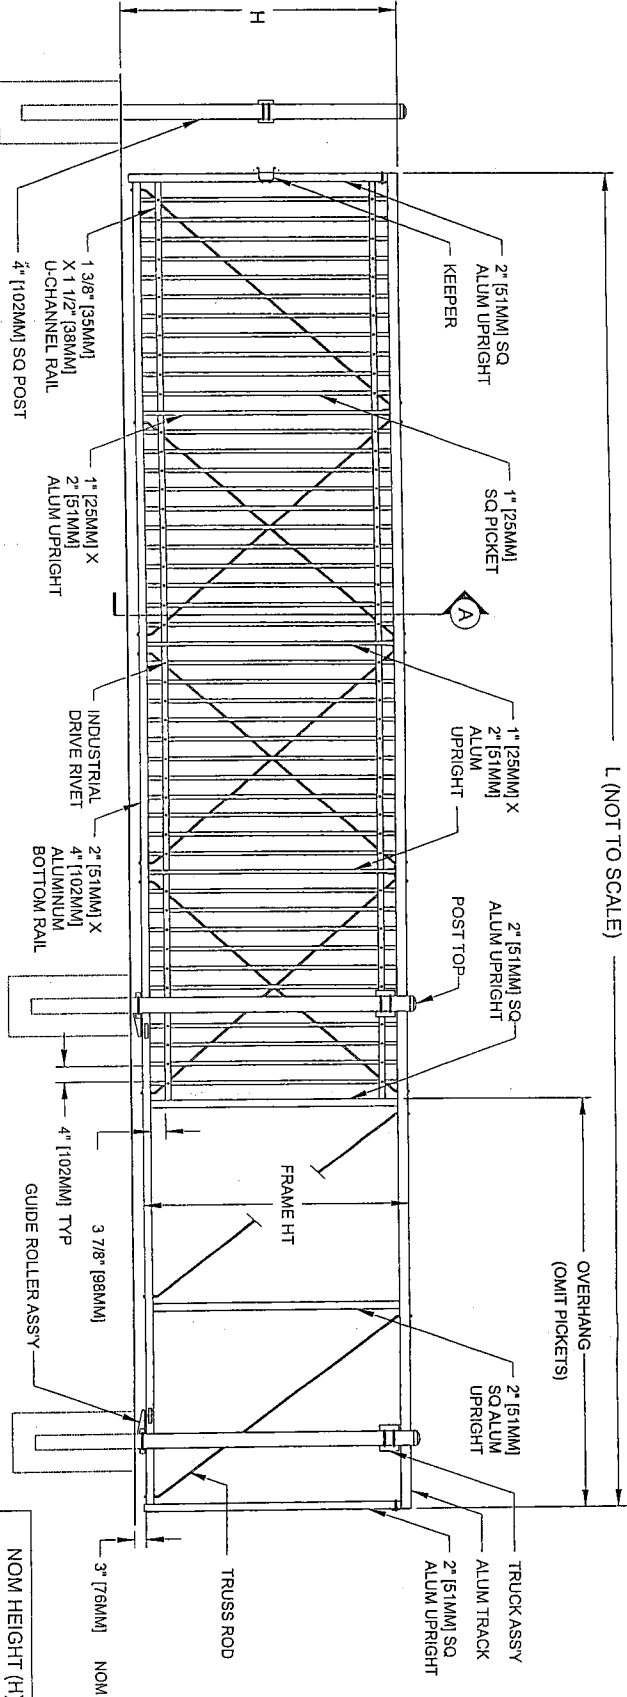 H
L (NOT TO SCALE)
2" [51MM] SQ
ALUM UPRIGHT
KEEPER
1" [25MM]
SQ PICKET
A
1" [25MM] X
2" [51MM]
ALUM
UPRIGHT
2" [51MM] SQ
ALUM UPRIGHT
POST TOP
OVERHANG
(OMIT PICKETS)
2" [51MM]
SQ ALUM
UPRIGHT
TRUCK ASS'Y
ALUM TRACK
2" [51MM] SQ
ALUM UPRIGHT
FRAME HT
4" [102MM] SQ POST
1 3/8" [35MM]
X 1 1/2" [38MM]
U-CHANNEL RAIL
1" [25MM] X
2" [51MM]
ALUM UPRIGHT
INDUSTRIAL
DRIVE RIVET
2" [51MM] X
4" [102MM]
ALUMINUM
BOTTOM RAIL
4" [102MM] TYP
3 7/8" [98MM]
GUIDE ROLLER ASS'Y
TRUSS ROD
3" [76MM] NOM
NOM HEIGHT (H)